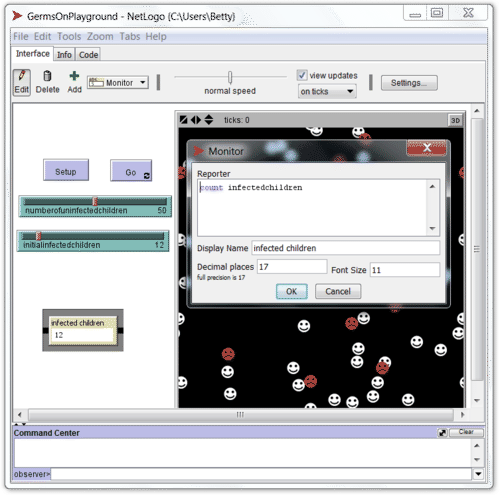 GermsOnPlayground - NetLogo {C:\Users\Betty}
File Edit Tools Zoom Tabs Help
Interface Info Code
Edit Delete Add Monitor normal speed view updates on ticks Settings...
ticks: 0 3D
Setup Go
numberofuninfectedchildren 50
initialinfectedchildren 12
infected children
12
Monitor
Reporter
count infectedchildren
Display Name infected children
Decimal places 17 Font Size 11
full precision is 17
OK Cancel
Command Center Clear
observer>